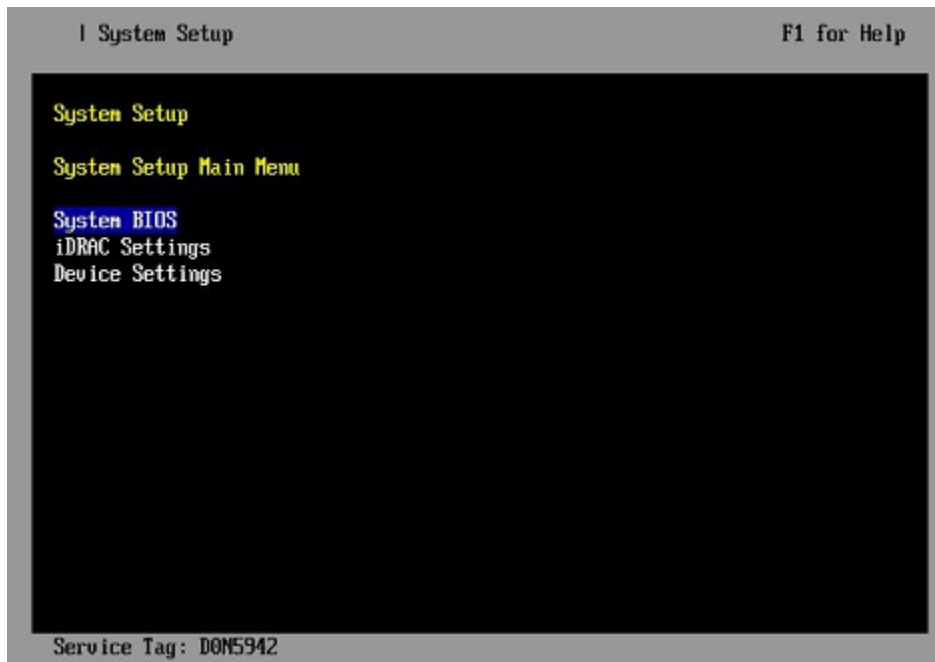 | System Setup F1 for Help
System Setup
System Setup Main Menu
System BIOS
iDRAC Settings
Device Settings
Service Tag: D0N5942